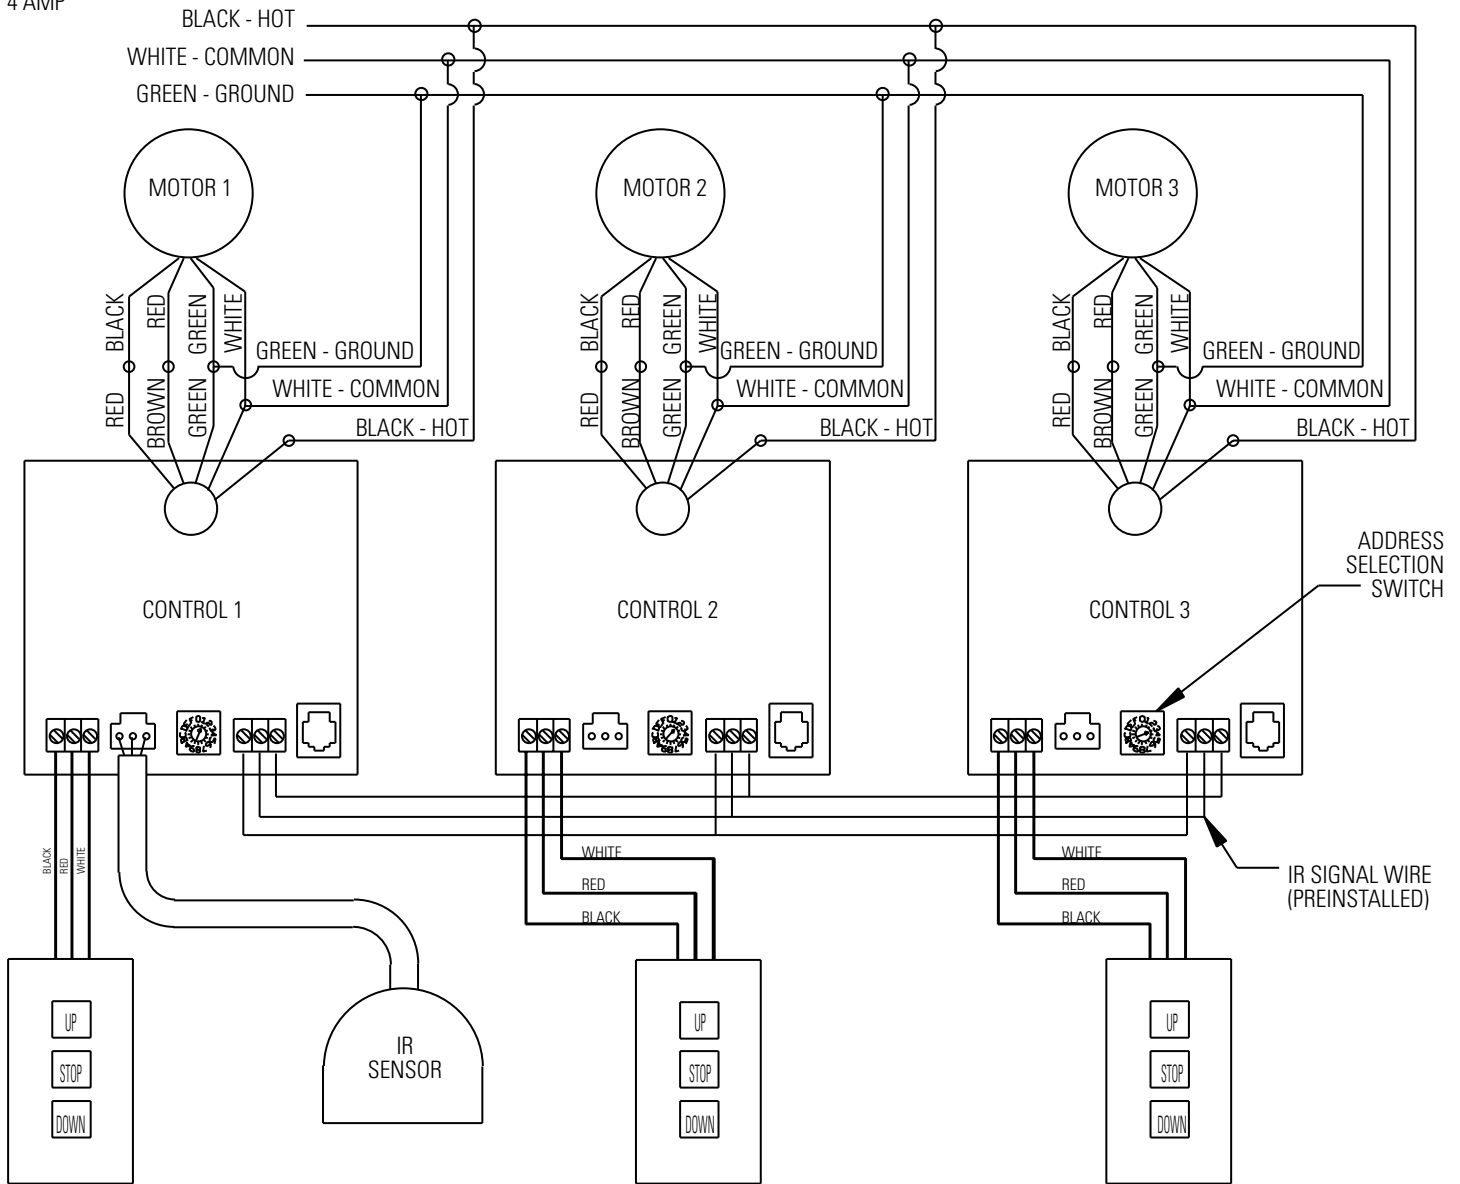 4 AMP
BLACK - HOT
WHITE - COMMON
GREEN - GROUND
MOTOR 1
MOTOR 2
MOTOR 3
BLACK
RED
GREEN
WHITE
BLACK
RED
GREEN
WHITE
BLACK
RED
GREEN
WHITE
GREEN - GROUND
GREEN - GROUND
GREEN - GROUND
WHITE - COMMON
WHITE - COMMON
WHITE - COMMON
RED
BROWN
GREEN
RED
BROWN
GREEN
RED
BROWN
GREEN
BLACK - HOT
BLACK - HOT
BLACK - HOT
ADDRESS
SELECTION
SWITCH
CONTROL 1
CONTROL 2
CONTROL 3
BLACK
RED
WHITE
WHITE
RED
BLACK
WHITE
RED
BLACK
IR SIGNAL WIRE
(PREINSTALLED)
UP
STOP
DOWN
IR
SENSOR
UP
STOP
DOWN
UP
STOP
DOWN